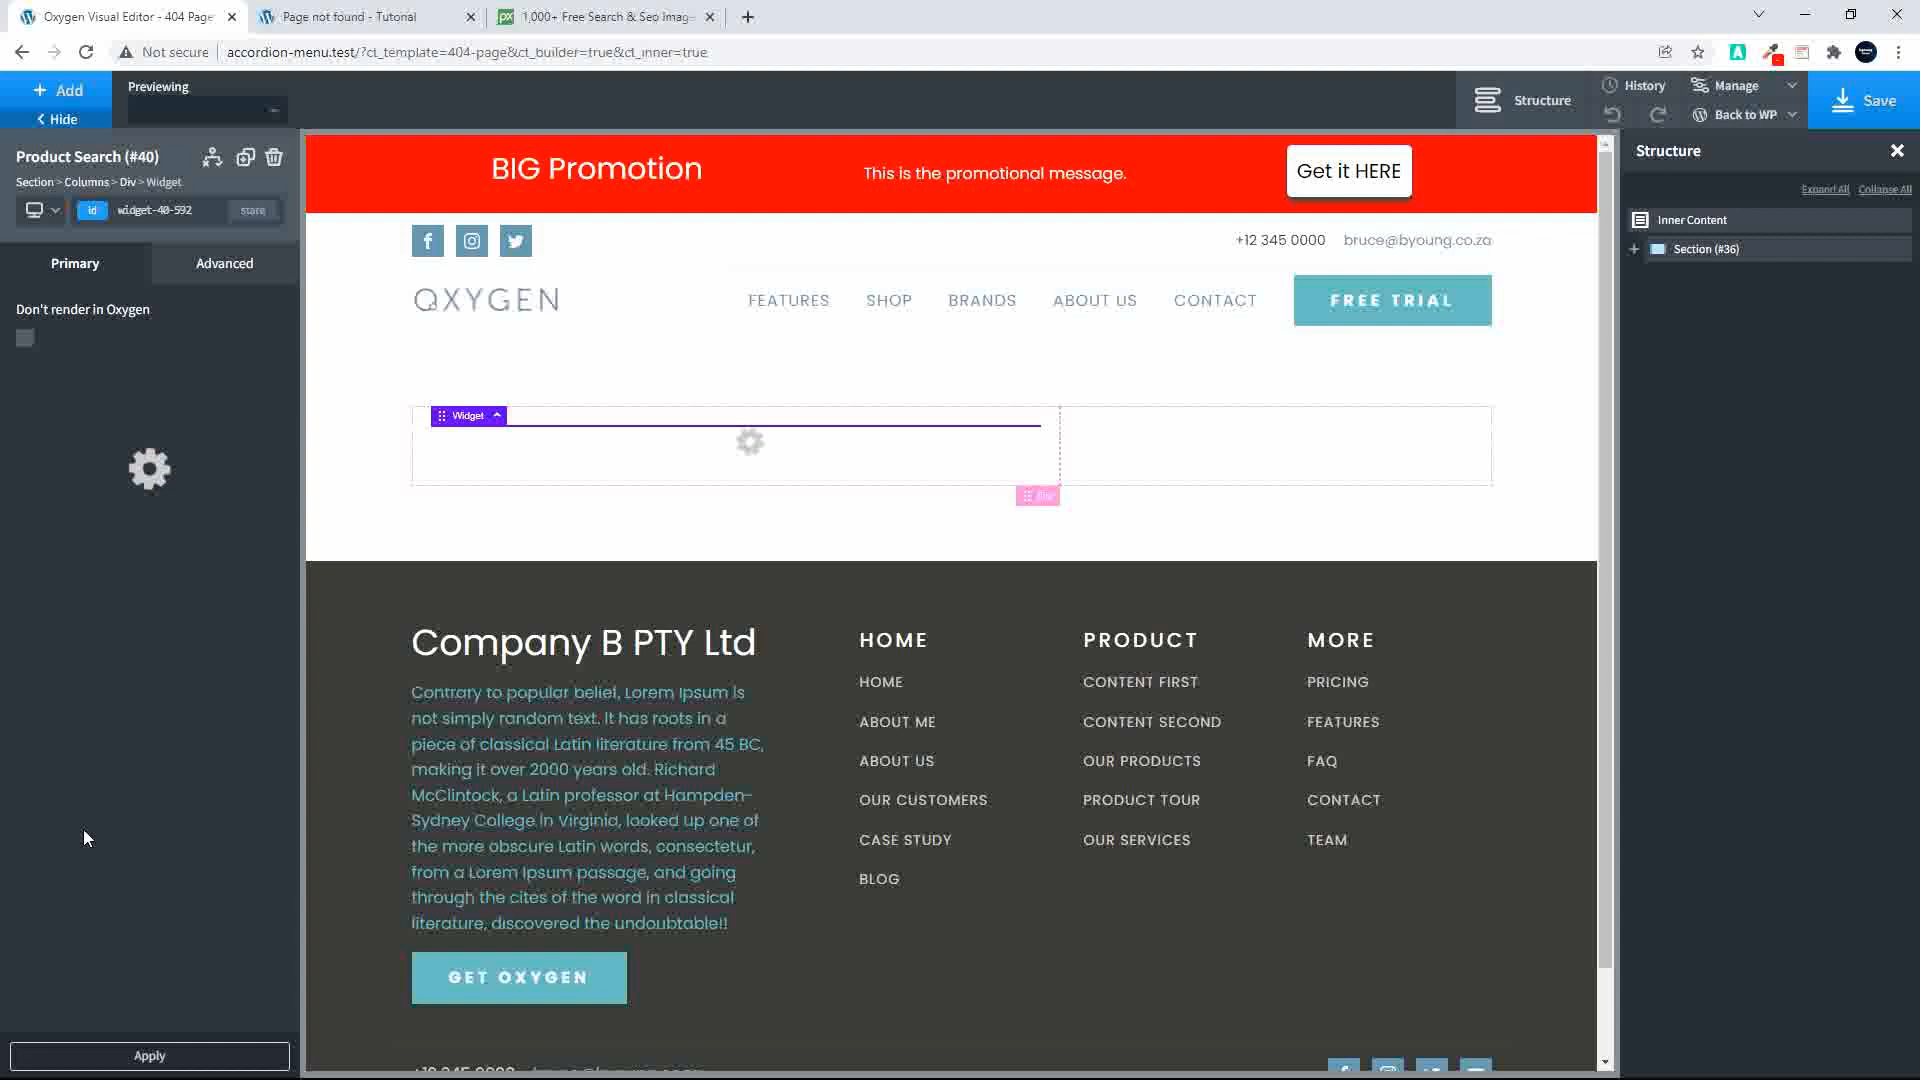 Oxygen Visual Editor - 404 Page
Page not found - Tutorial
1,000+ Free Search & Seo Imag
Not secure
accordion-menu.test/?ct_template=404-page&ct_builder=true&ct_inner=true
+ Add
Hide
Previewing
Structure
History
Manage
Back to WP
Save
Product Search (#40)
Section > Columns > Div > Widget
id
widget-40-592
state
Primary
Advanced
Don't render in Oxygen
Apply
BIG Promotion
This is the promotional message.
Get it HERE
+12 345 0000
bruce@byoung.co.za
OXYGEN
FEATURES
SHOP
BRANDS
ABOUT US
CONTACT
FREE TRIAL
Widget
Div
Company B PTY Ltd
Contrary to popular belief, Lorem Ipsum is
not simply random text. It has roots in a
piece of classical Latin literature from 45 BC,
making it over 2000 years old. Richard
McClintock, a Latin professor at Hampden-
Sydney College in Virginia, looked up one of
the more obscure Latin words, consectetur,
from a Lorem Ipsum passage, and going
through the cites of the word in classical
literature, discovered the undoubtable!!
GET OXYGEN
HOME
HOME
ABOUT ME
ABOUT US
OUR CUSTOMERS
CASE STUDY
BLOG
PRODUCT
CONTENT FIRST
CONTENT SECOND
OUR PRODUCTS
PRODUCT TOUR
OUR SERVICES
MORE
PRICING
FEATURES
FAQ
CONTACT
TEAM
Structure
Expand All
Collapse All
Inner Content
Section (#36)